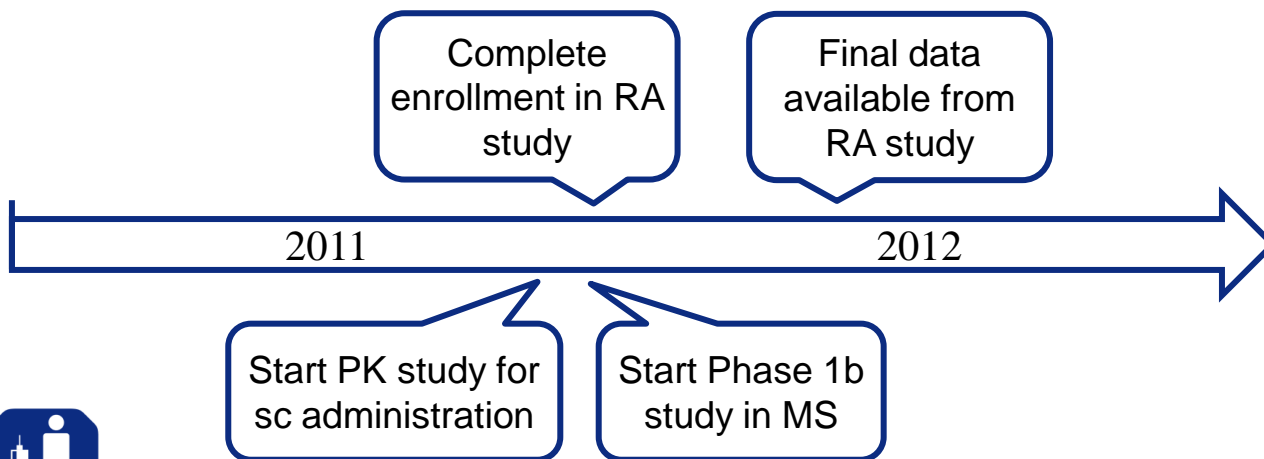 Complete
enrollment in RA
study
Final data
available from
RA study
2011
2012
Start PK study for
sc administration
Start Phase 1b
study in MS